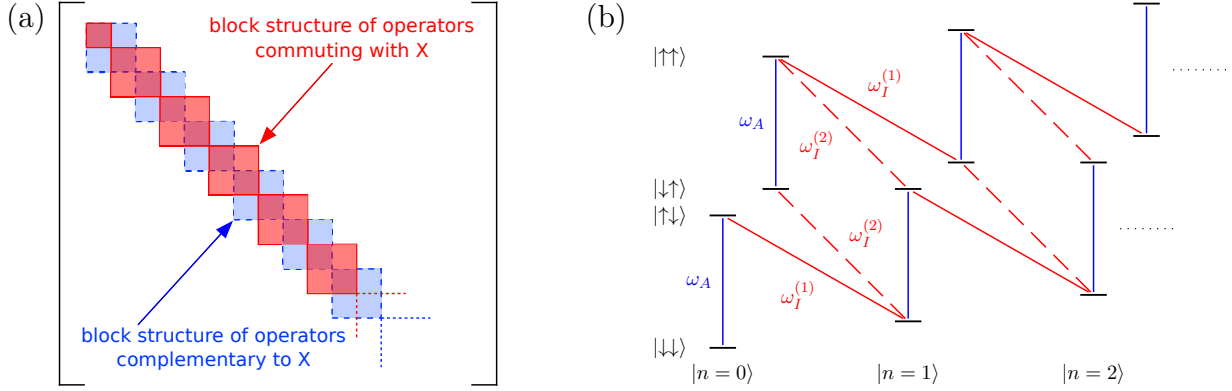 (a)
block structure of operators
commuting with X
block structure of operators
complementary to X
(b)
|↑↑⟩
|↓↑⟩
|↑↓⟩
|↓↓⟩
ω_A
ω_I^(1)
ω_I^(2)
ω_I^(2)
ω_A
ω_I^(1)
|n = 0⟩ |n = 1⟩ |n = 2⟩